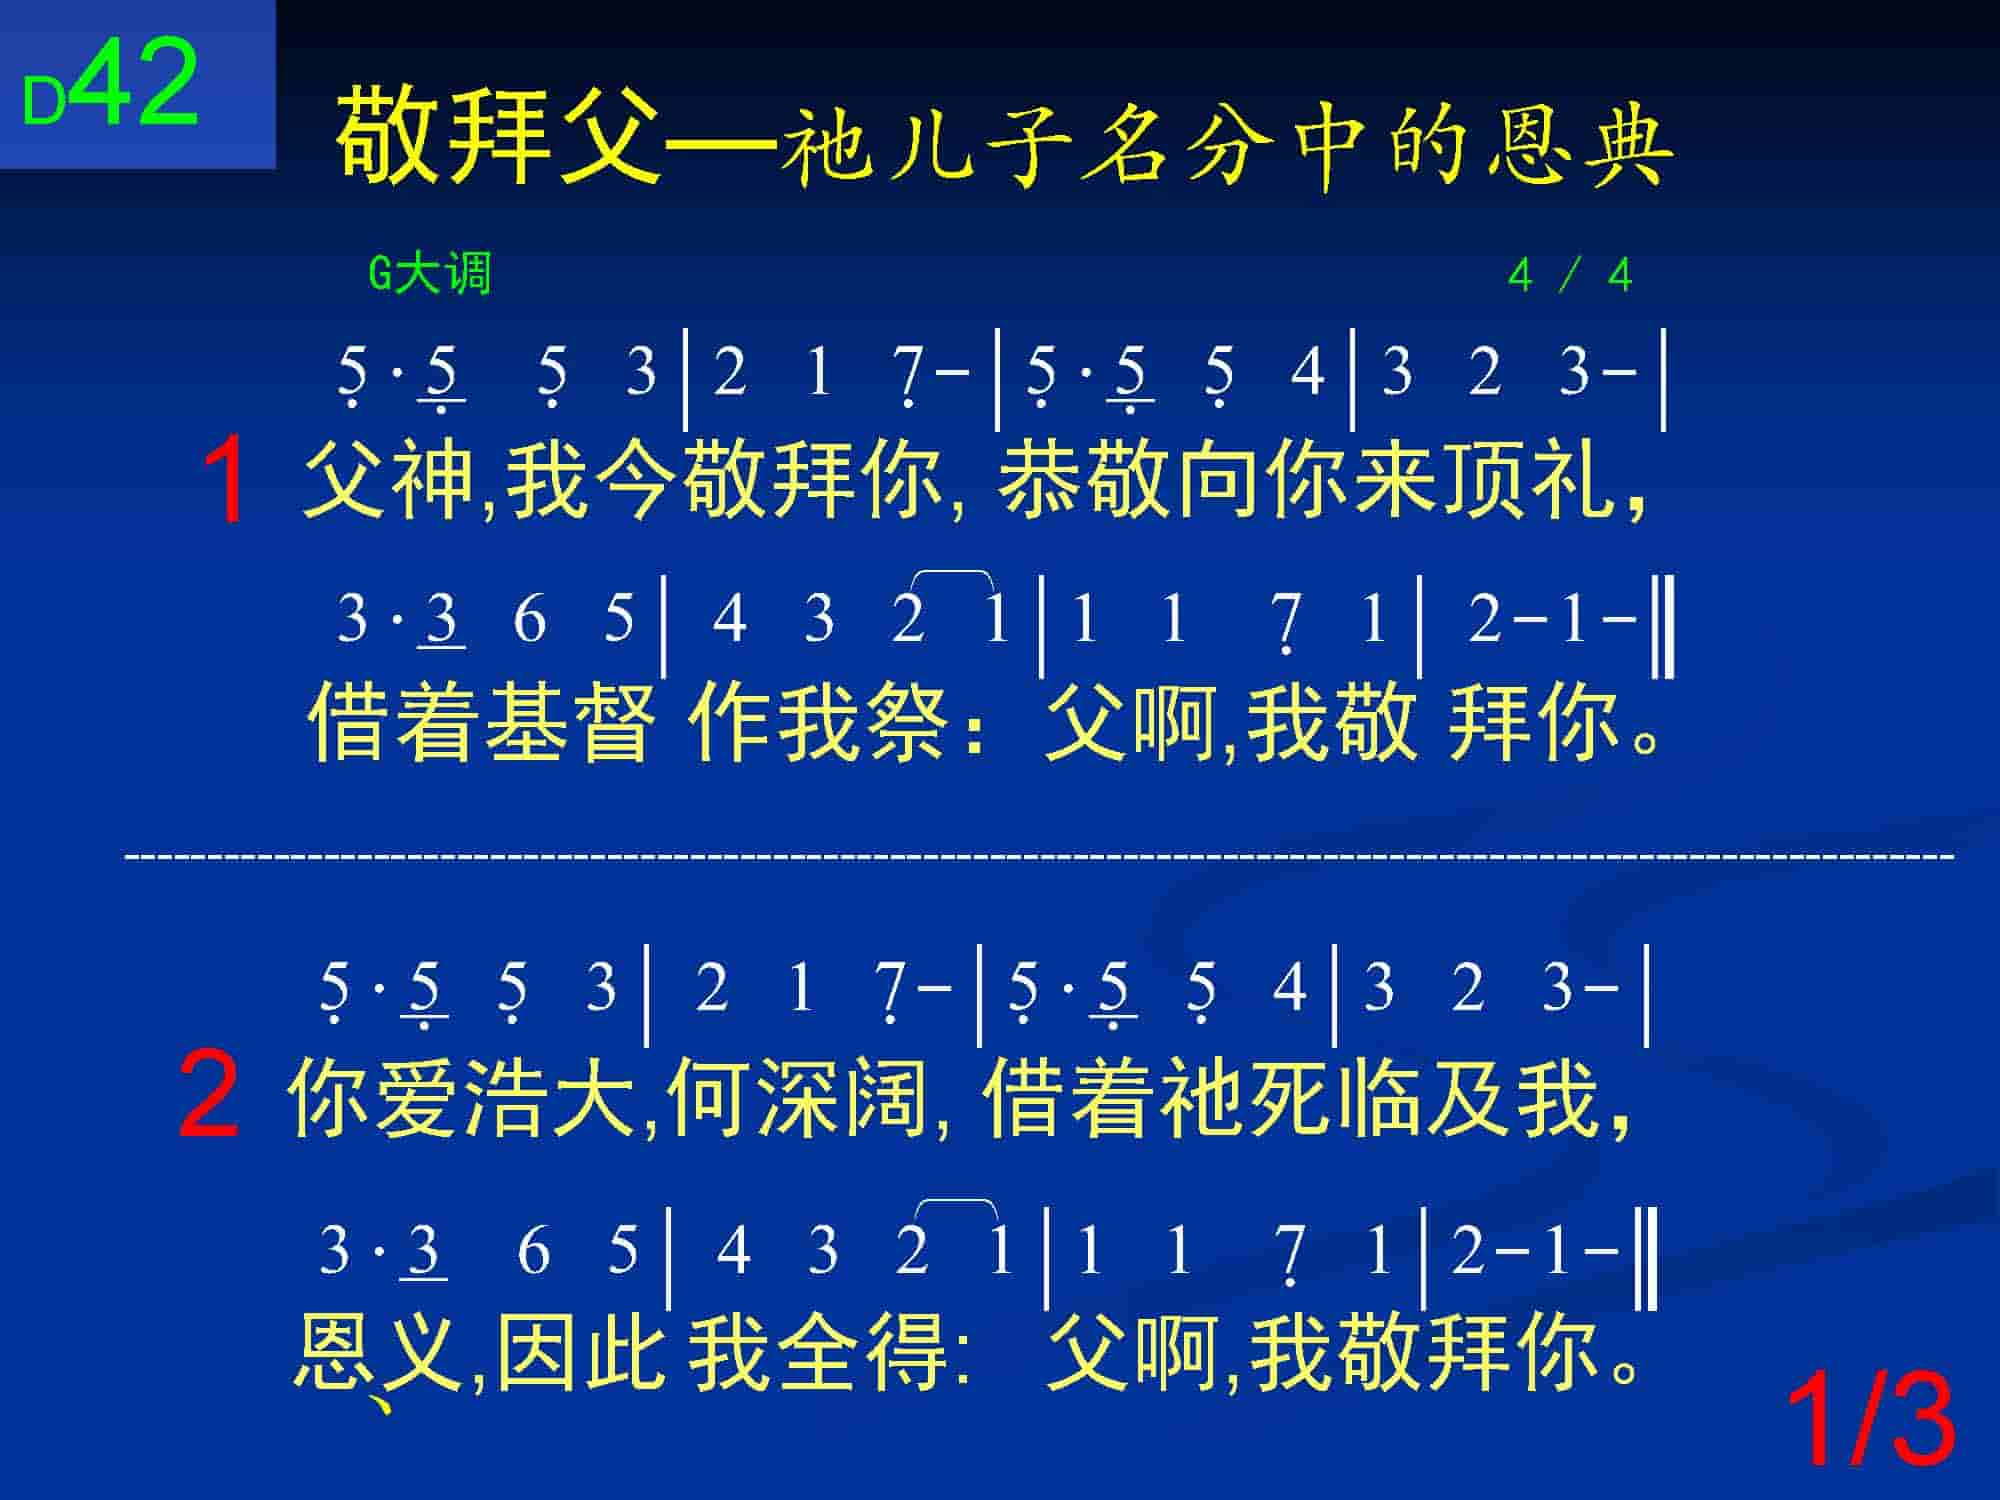 D42
敬拜父—祂儿子名分中的恩典
G大调 4 / 4
5̣ · 5̣ 5̣ 3 | 2 1 7̣ – | 5̣ · 5̣ 5̣ 4 | 3 2 3 – |
1 父神,我今敬拜你, 恭敬向你来顶礼，
3 · 3 6 5 | 4 3 2 1 | 1 1 7̣ 1 | 2 – 1 – ‖
借着基督 作我祭：父啊,我敬 拜你。
5̣ · 5̣ 5̣ 3 | 2 1 7̣ – | 5̣ · 5̣ 5̣ 4 | 3 2 3 – |
2 你爱浩大,何深阔, 借着祂死临及我，
3 · 3 6 5 | 4 3 2 1 | 1 1 7̣ 1 | 2 – 1 – ‖
恩、义,因此 我全得: 父啊,我敬拜你。
1/3